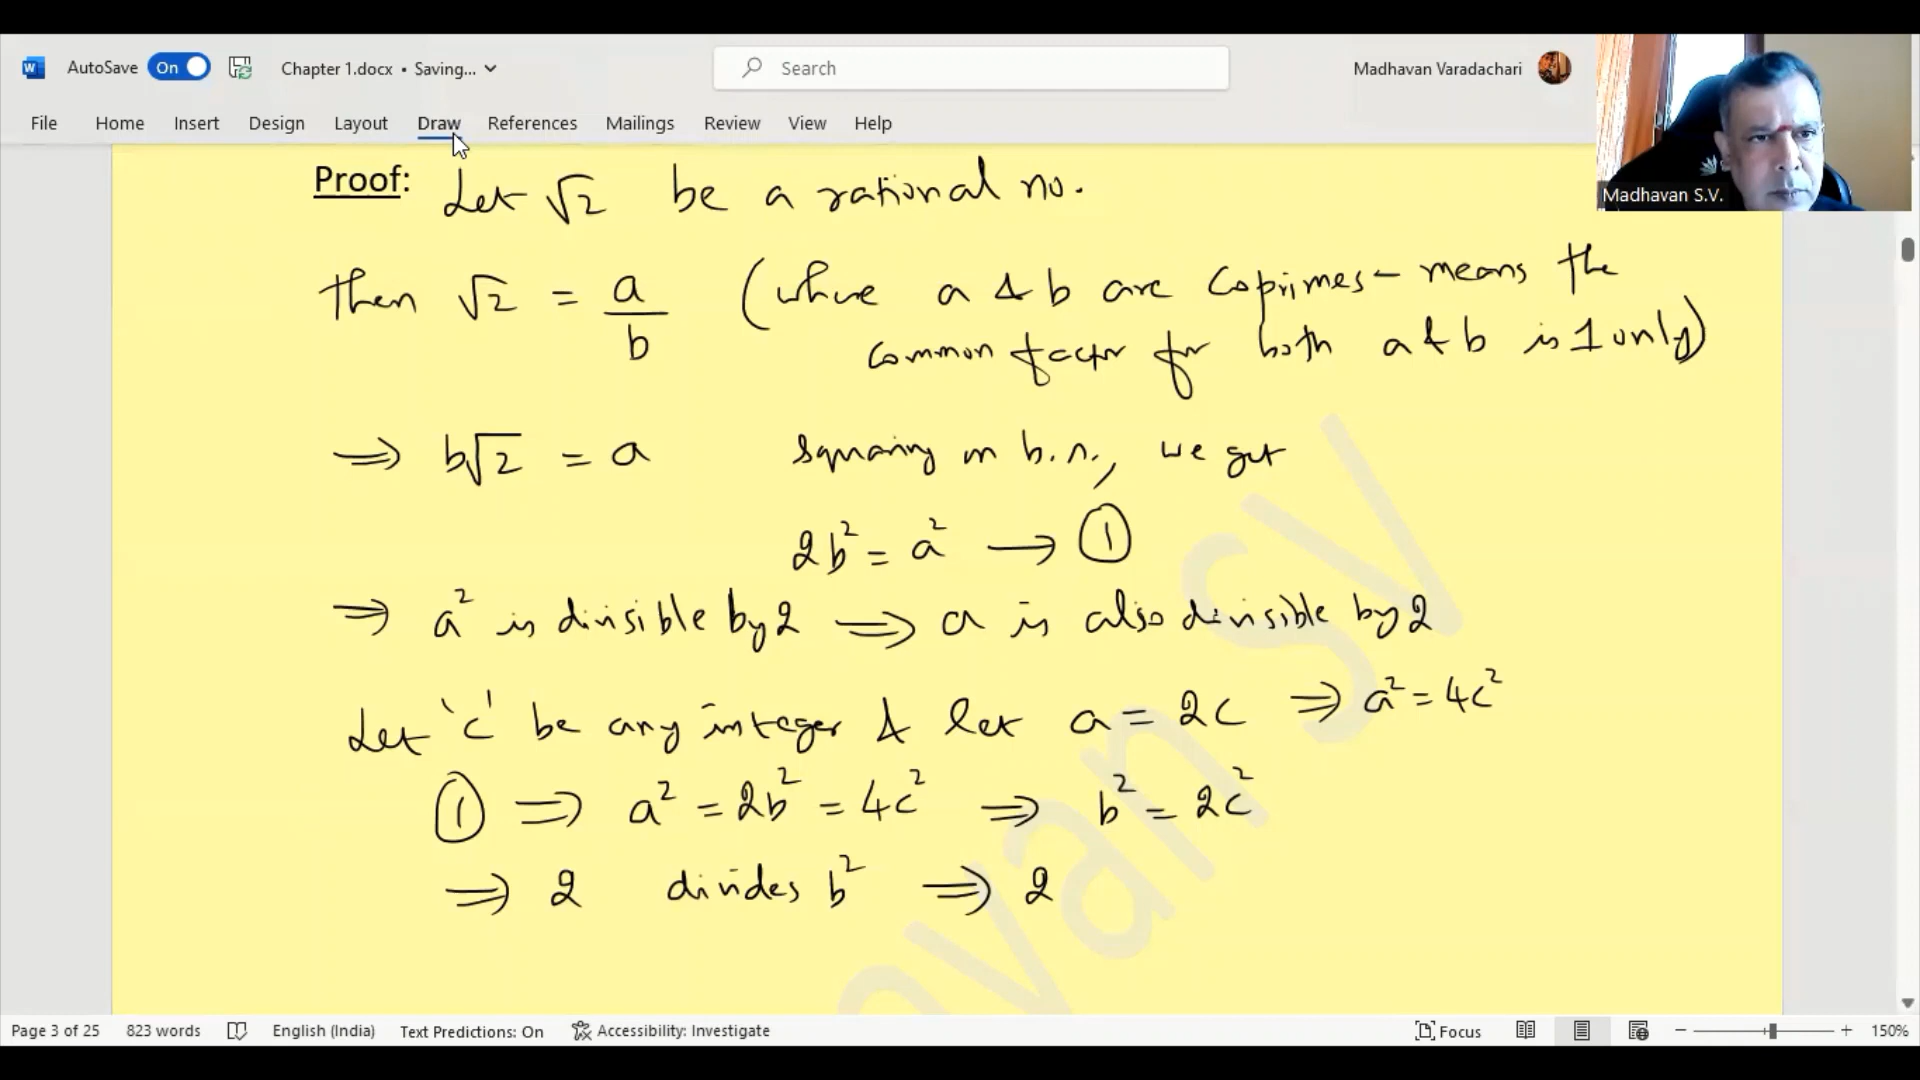 AutoSave On Chapter 1.docx • Saving... Search Madhavan Varadachari
File Home Insert Design Layout Draw References Mailings Review View Help
Madhavan S.V.
Proof: Let √2 be a rational no.
then √2 = a/b (where a & b are coprimes – means the
common factor for both a & b is 1 only)
⇒ b√2 = a squaring on b.s., we get
2b² = a² → ①
⇒ a² is divisible by 2 ⇒ a is also divisible by 2
Let 'c' be any integer & let a = 2c ⇒ a² = 4c²
① ⇒ a² = 2b² = 4c² ⇒ b² = 2c²
⇒ 2 divides b² ⇒ 2
avan SV
Page 3 of 25 823 words English (India) Text Predictions: On Accessibility: Investigate Focus 150%